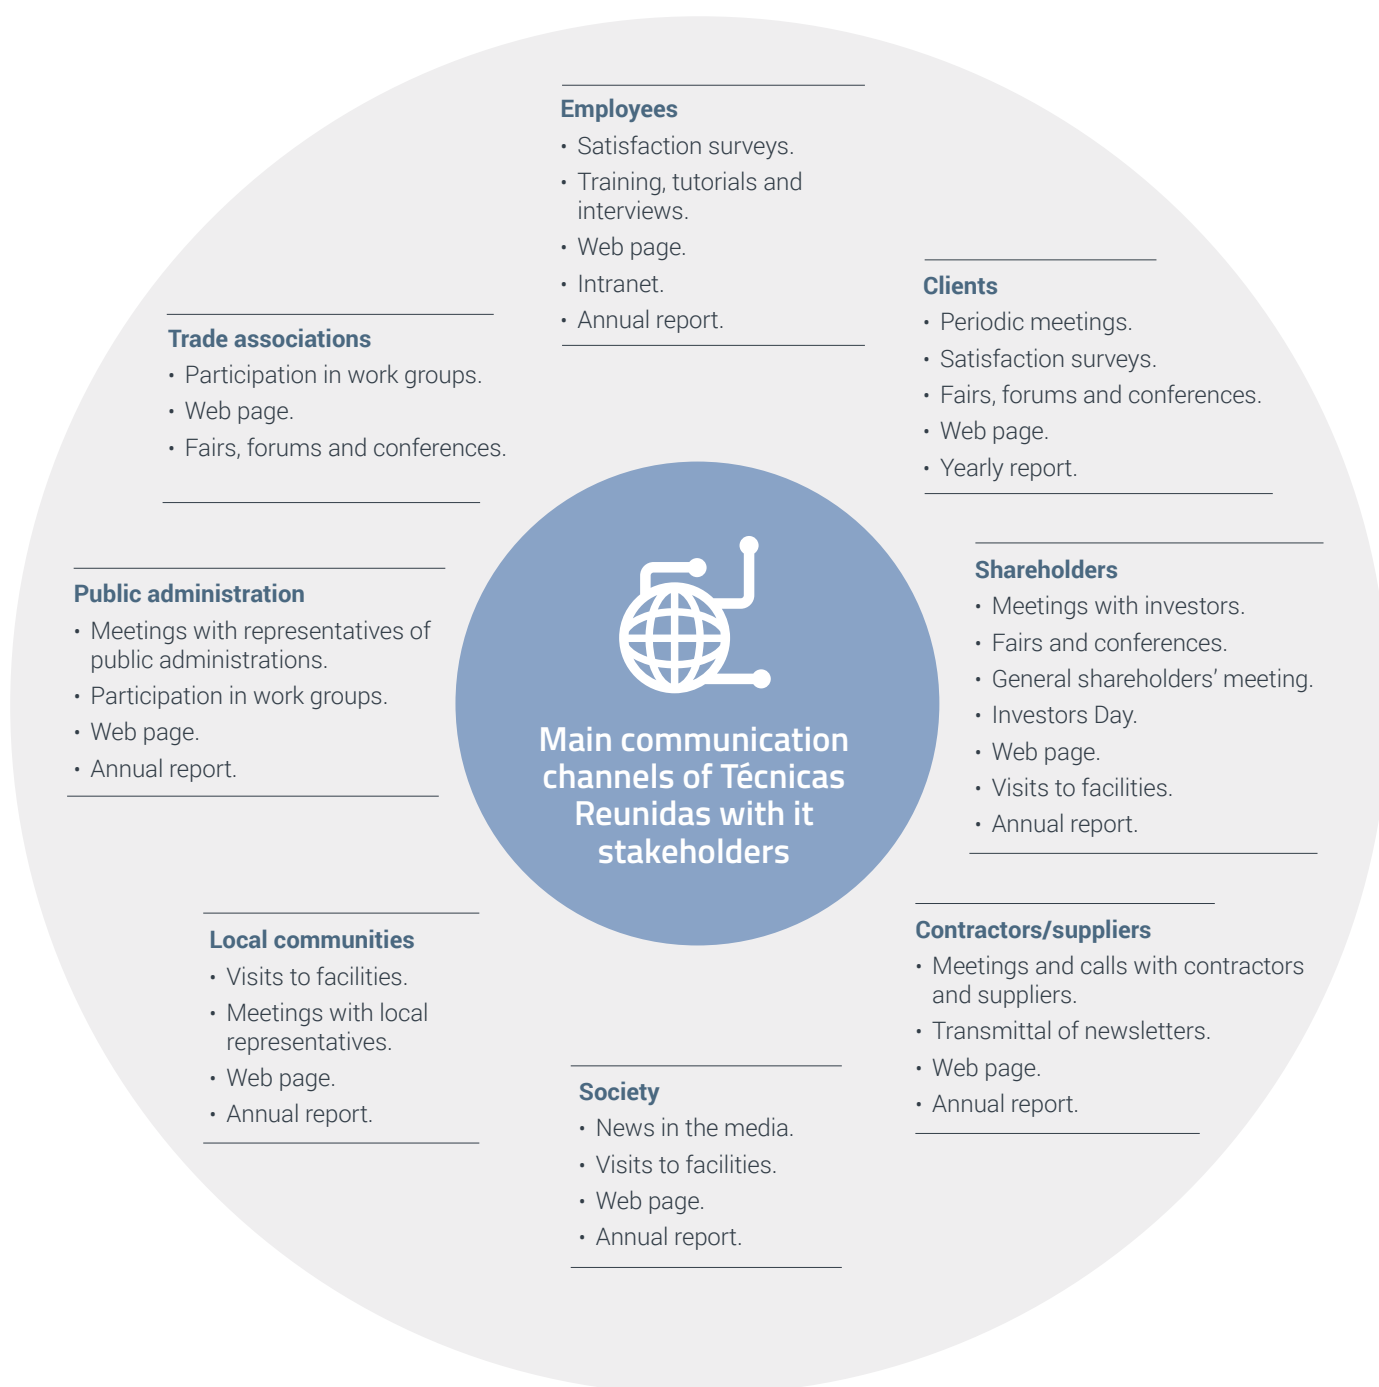 Employees
• Satisfaction surveys.
• Training, tutorials and
interviews.
• Web page.
• Intranet.
• Annual report.
Clients
• Periodic meetings.
• Satisfaction surveys.
• Fairs, forums and conferences.
• Web page.
• Yearly report.
Shareholders
• Meetings with investors.
• Fairs and conferences.
• General shareholders’ meeting.
• Investors Day.
• Web page.
• Visits to facilities.
• Annual report.
Contractors/suppliers
• Meetings and calls with contractors
and suppliers.
• Transmittal of newsletters.
• Web page.
• Annual report.
Society
• News in the media.
• Visits to facilities.
• Web page.
• Annual report.
Local communities
• Visits to facilities.
• Meetings with local
representatives.
• Web page.
• Annual report.
Public administration
• Meetings with representatives of
public administrations.
• Participation in work groups.
• Web page.
• Annual report.
Trade associations
• Participation in work groups.
• Web page.
• Fairs, forums and conferences.
Main communication
channels of Técnicas
Reunidas with it
stakeholders